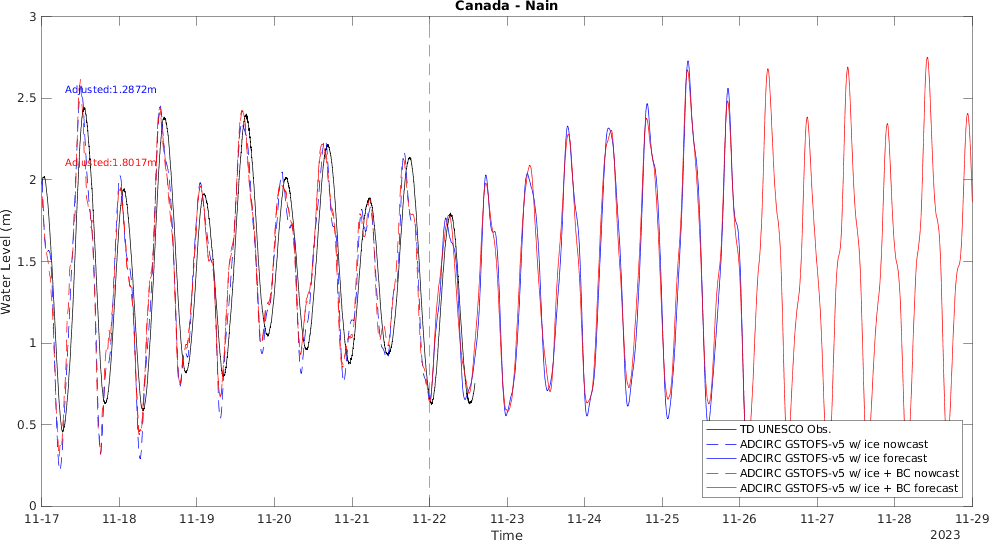 Canada - Nain
3
2.5
2
1.5
1
0.5
0
Water Level (m)
Adjusted:1.2872m
Adjusted:1.8017m
TD UNESCO Obs.
ADCIRC GSTOFS-v5 w/ ice nowcast
ADCIRC GSTOFS-v5 w/ ice forecast
ADCIRC GSTOFS-v5 w/ ice + BC nowcast
ADCIRC GSTOFS-v5 w/ ice + BC forecast
11-17 11-18 11-19 11-20 11-21 11-22 11-23 11-24 11-25 11-26 11-27 11-28 11-29
Time
2023